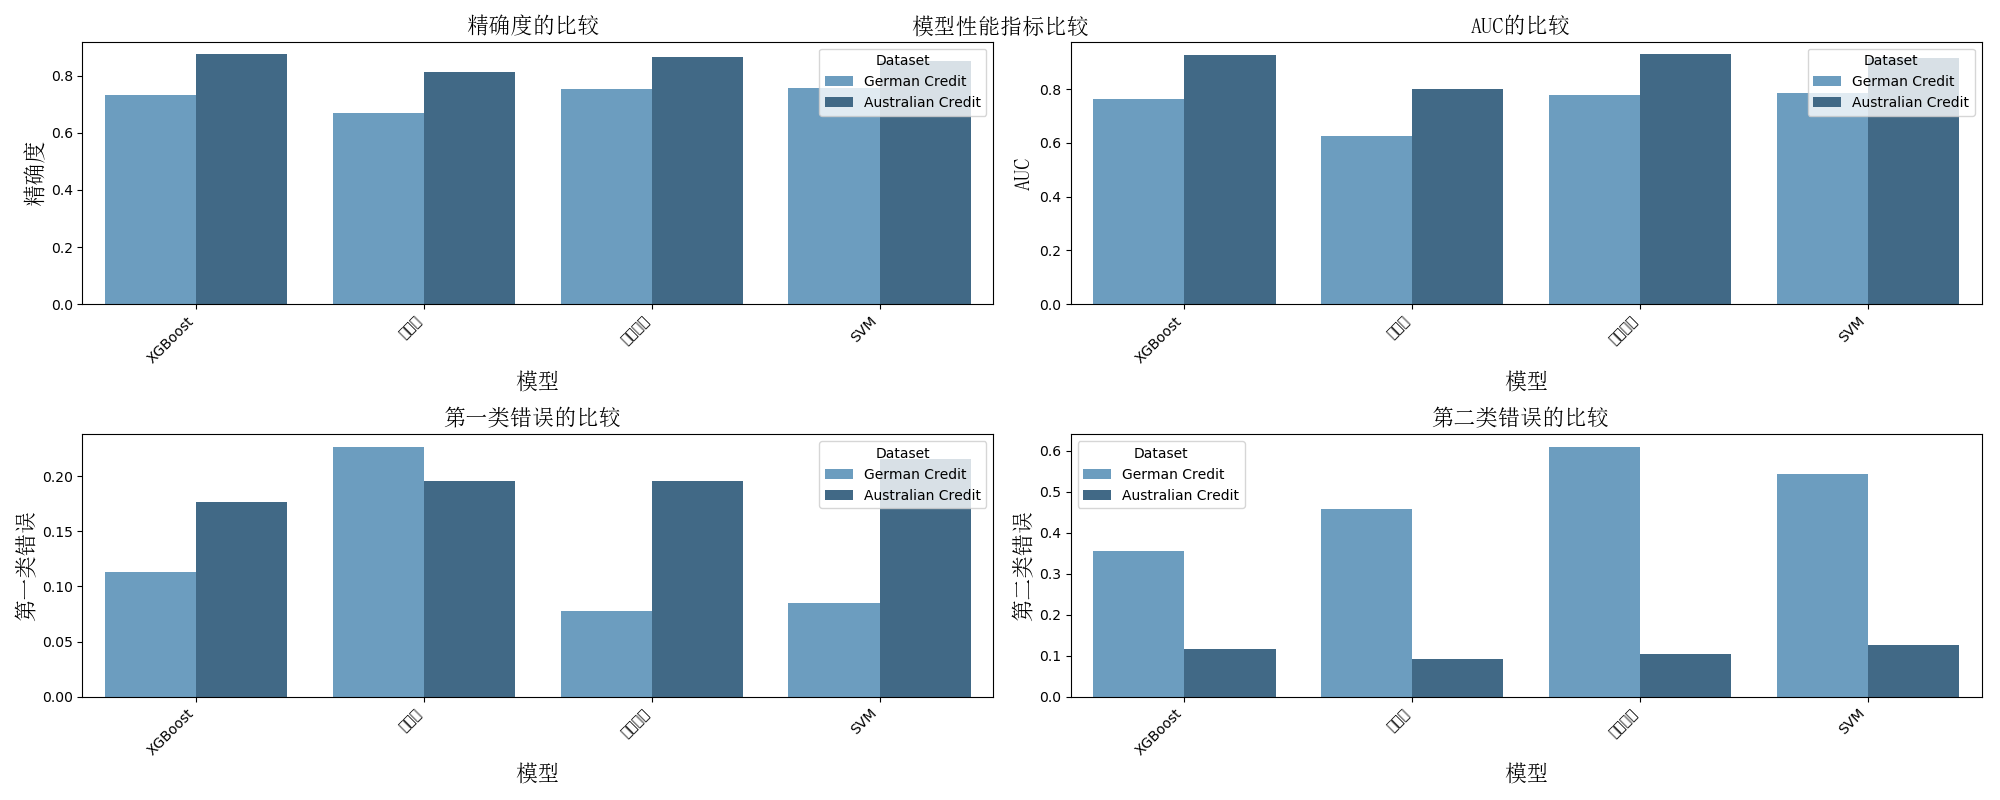 模型性能指标比较
精确度的比较
Dataset
German Credit
Australian Credit
精确度
0.8
0.6
0.4
0.2
0.0
XGBoost
SVM
模型
AUC的比较
Dataset
German Credit
Australian Credit
AUC
0.8
0.6
0.4
0.2
0.0
XGBoost
SVM
模型
第一类错误的比较
Dataset
German Credit
Australian Credit
第一类错误
0.20
0.15
0.10
0.05
0.00
XGBoost
SVM
模型
第二类错误的比较
Dataset
German Credit
Australian Credit
第二类错误
0.6
0.5
0.4
0.3
0.2
0.1
0.0
XGBoost
SVM
模型